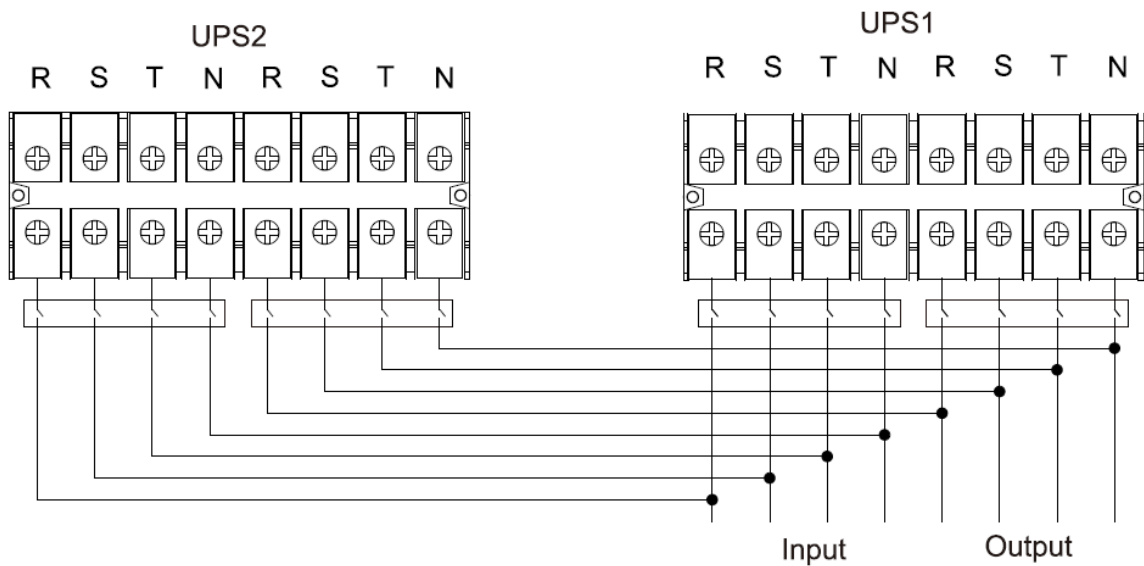 UPS2
R S T N R S T N
UPS1
R S T N R S T N
Input
Output